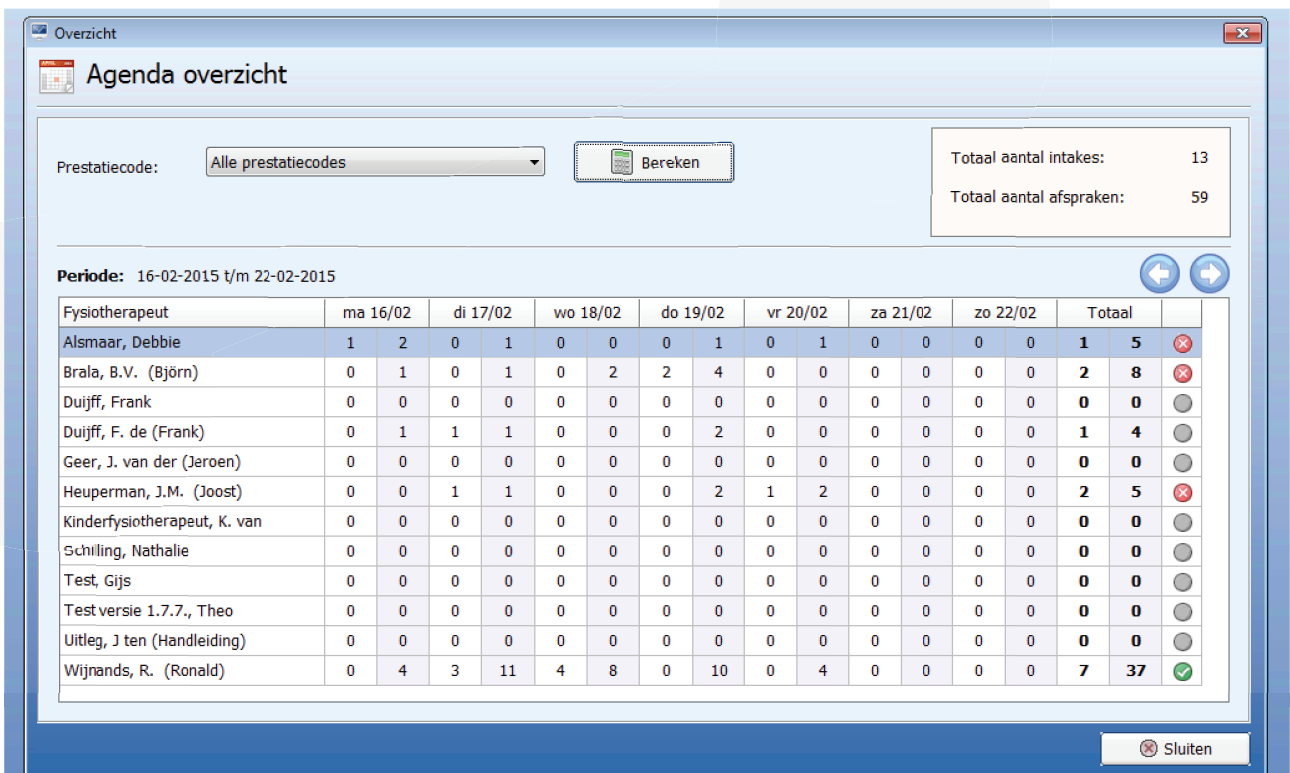 Overzicht
Agenda overzicht
Prestatiecode: Alle prestatiecodes Bereken
Totaal aantal intakes: 13
Totaal aantal afspraken: 59
Periode: 16-02-2015 t/m 22-02-2015
Fysiotherapeut ma 16/02 di 17/02 wo 18/02 do 19/02 vr 20/02 za 21/02 zo 22/02 Totaal
Alsmaar, Debbie 1 2 0 1 0 0 0 1 0 1 0 0 0 0 1 5
Brala, B.V. (Björn) 0 1 0 1 0 2 2 4 0 0 0 0 0 0 2 8
Duijff, Frank 0 0 0 0 0 0 0 0 0 0 0 0 0 0 0 0
Duijff, F. de (Frank) 0 1 1 1 0 0 0 2 0 0 0 0 0 0 1 4
Geer, J. van der (Jeroen) 0 0 0 0 0 0 0 0 0 0 0 0 0 0 0 0
Heuperman, J.M. (Joost) 0 0 1 1 0 0 0 2 1 2 0 0 0 0 2 5
Kinderfysiotherapeut, K. van 0 0 0 0 0 0 0 0 0 0 0 0 0 0 0 0
Schilling, Nathalie 0 0 0 0 0 0 0 0 0 0 0 0 0 0 0 0
Test, Gijs 0 0 0 0 0 0 0 0 0 0 0 0 0 0 0 0
Test versie 1.7.7., Theo 0 0 0 0 0 0 0 0 0 0 0 0 0 0 0 0
Uitleg, J ten (Handleiding) 0 0 0 0 0 0 0 0 0 0 0 0 0 0 0 0
Wijnands, R. (Ronald) 0 4 3 11 4 8 0 10 0 4 0 0 0 0 7 37
Sluiten